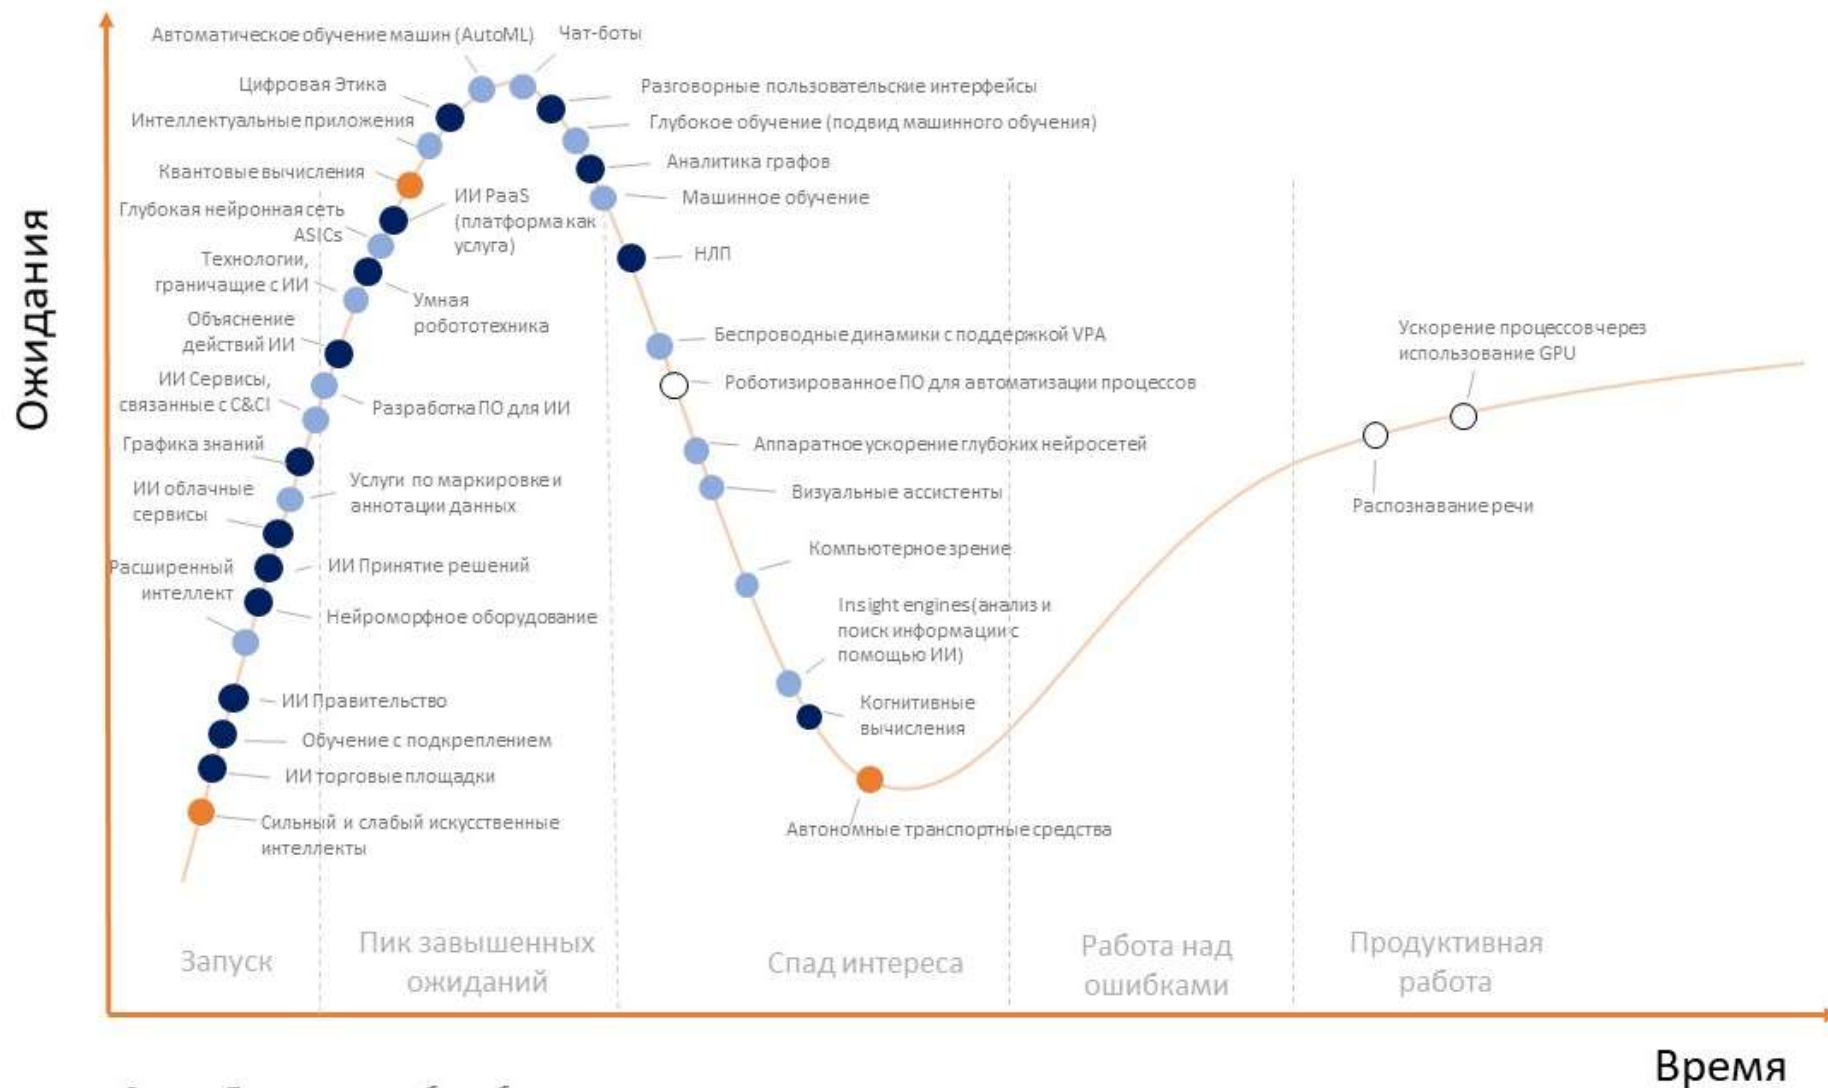 Ожидания
Автоматическое обучение машин (AutoML)
Чат-боты
Цифровая Этика
Разговорные пользовательские интерфейсы
Интеллектуальные приложения
Глубокое обучение (подвид машинного обучения)
Квантовые вычисления
Аналитика графов
ИИ PaaS
(платформа как
услуга)
Машинное обучение
Глубокая нейронная сеть
ASICs
НЛП
Технологии,
граничащие с ИИ
Умная
робототехника
Объяснение
действий ИИ
Беспроводные динамики с поддержкой VPA
Ускорение процессов через
использование GPU
ИИ Сервисы,
связанные с C&CI
Роботизированное ПО для автоматизации процессов
Разработка ПО для ИИ
Графика знаний
Аппаратное ускорение глубоких нейросетей
ИИ облачные
сервисы
Услуги по маркировке и
аннотации данных
Визуальные ассистенты
Распознавание речи
Расширенный
интеллект
ИИ Принятие решений
Компьютерное зрение
Нейроморфное оборудование
Insight engines(анализ и
поиск информации с
помощью ИИ)
ИИ Правительство
Когнитивные
вычисления
Обучение с подкреплением
ИИ торговые площадки
Сильный и слабый искусственные
интеллекты
Автономные транспортные средства
Запуск
Пик завышенных
ожиданий
Спад интереса
Работа над
ошибками
Продуктивная
работа
Время